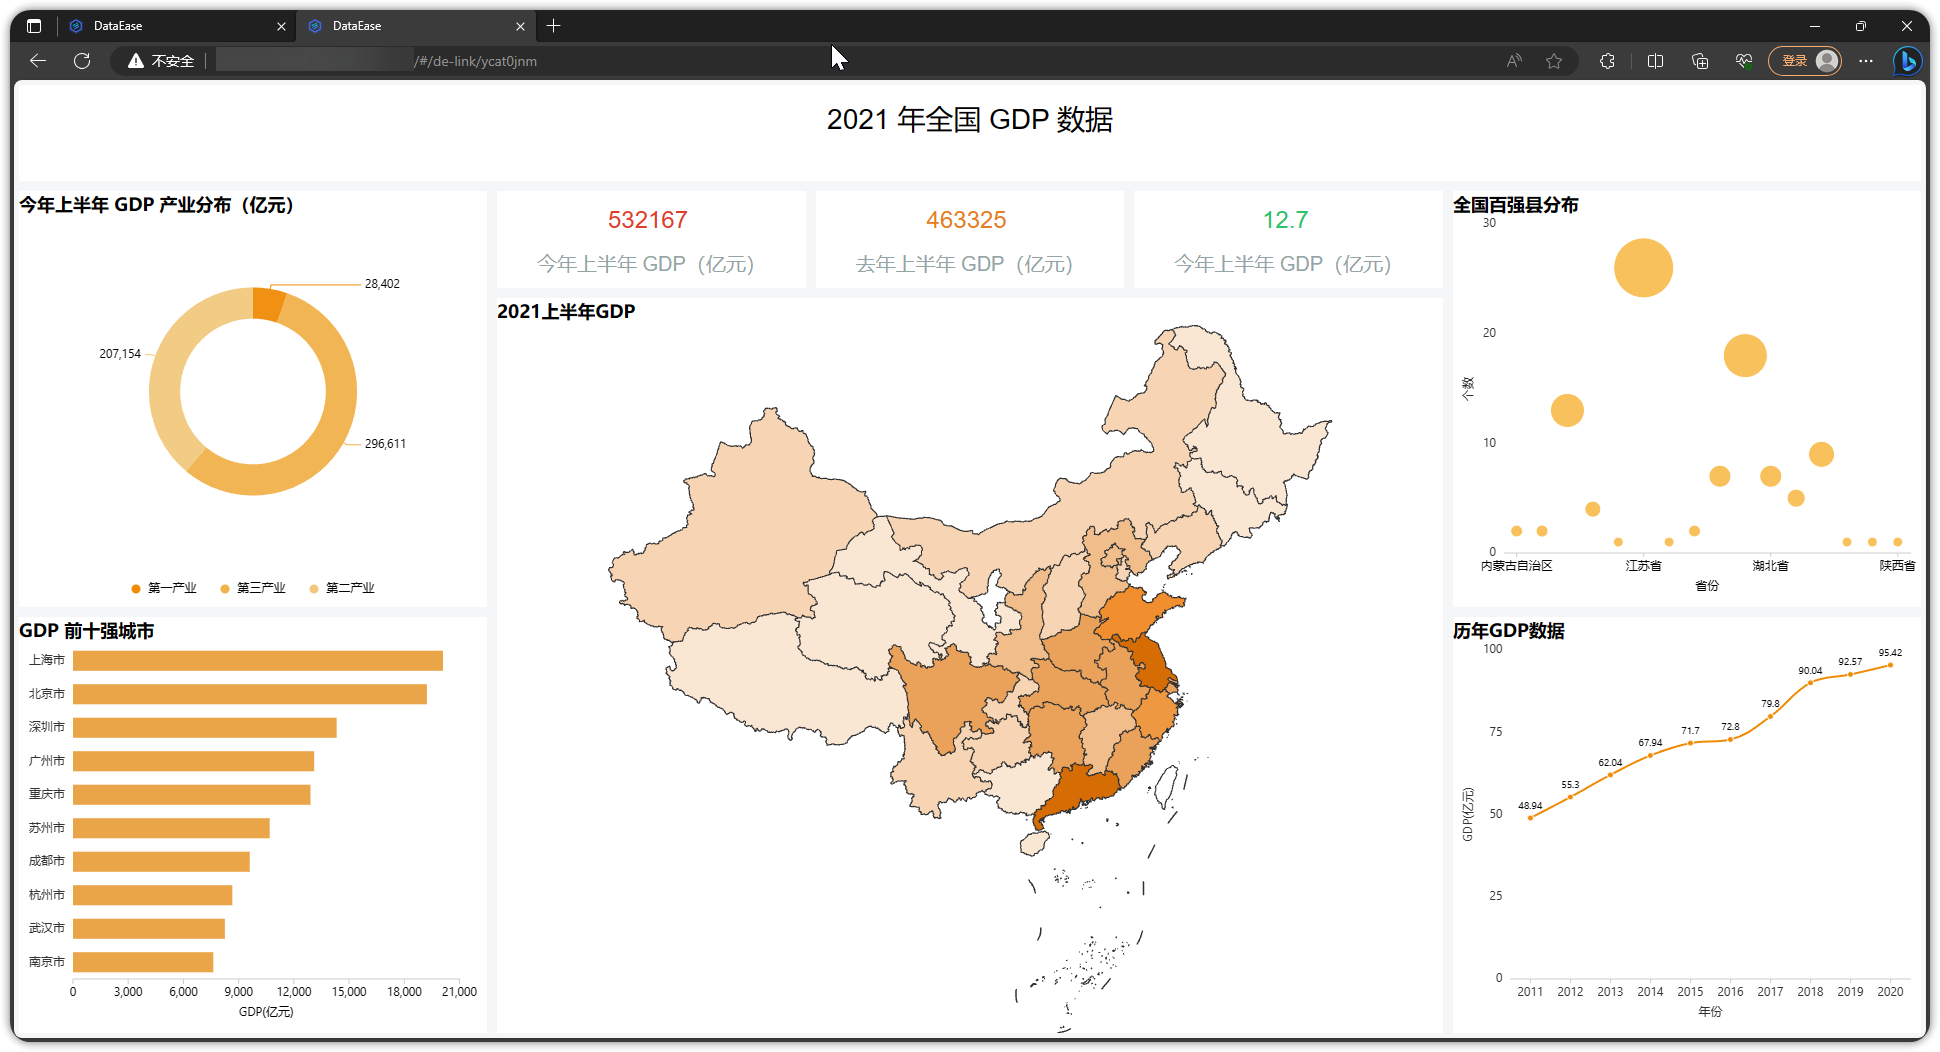 DataEase
DataEase
不安全
/#/de-link/ycat0jnm
登录
2021 年全国 GDP 数据
今年上半年 GDP 产业分布（亿元）
28,402
207,154
296,611
第一产业
第三产业
第二产业
GDP 前十强城市
上海市
北京市
深圳市
广州市
重庆市
苏州市
成都市
杭州市
武汉市
南京市
0 3,000 6,000 9,000 12,000 15,000 18,000 21,000
GDP(亿元)
532167
今年上半年 GDP（亿元）
463325
去年上半年 GDP（亿元）
12.7
今年上半年 GDP（亿元）
2021上半年GDP
全国百强县分布
30
20
10
0
个数
内蒙古自治区 江苏省 湖北省 陕西省
省份
历年GDP数据
100
75
50
25
0
GDP(亿元)
48.94
55.3
62.04
67.94
71.7
72.8
79.8
90.04
92.57
95.42
2011 2012 2013 2014 2015 2016 2017 2018 2019 2020
年份